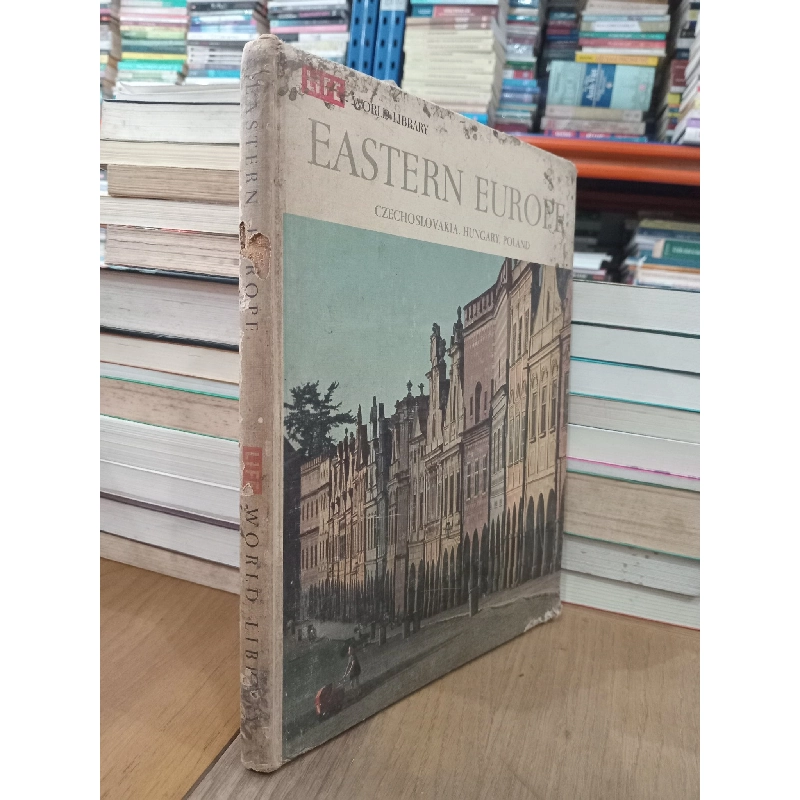 LIFE WORLD LIBRARY
EASTERN EUROPE
CZECHOSLOVAKIA, HUNGARY, POLAND
EASTERN EUROPE
LIFE WORLD LIBRARY